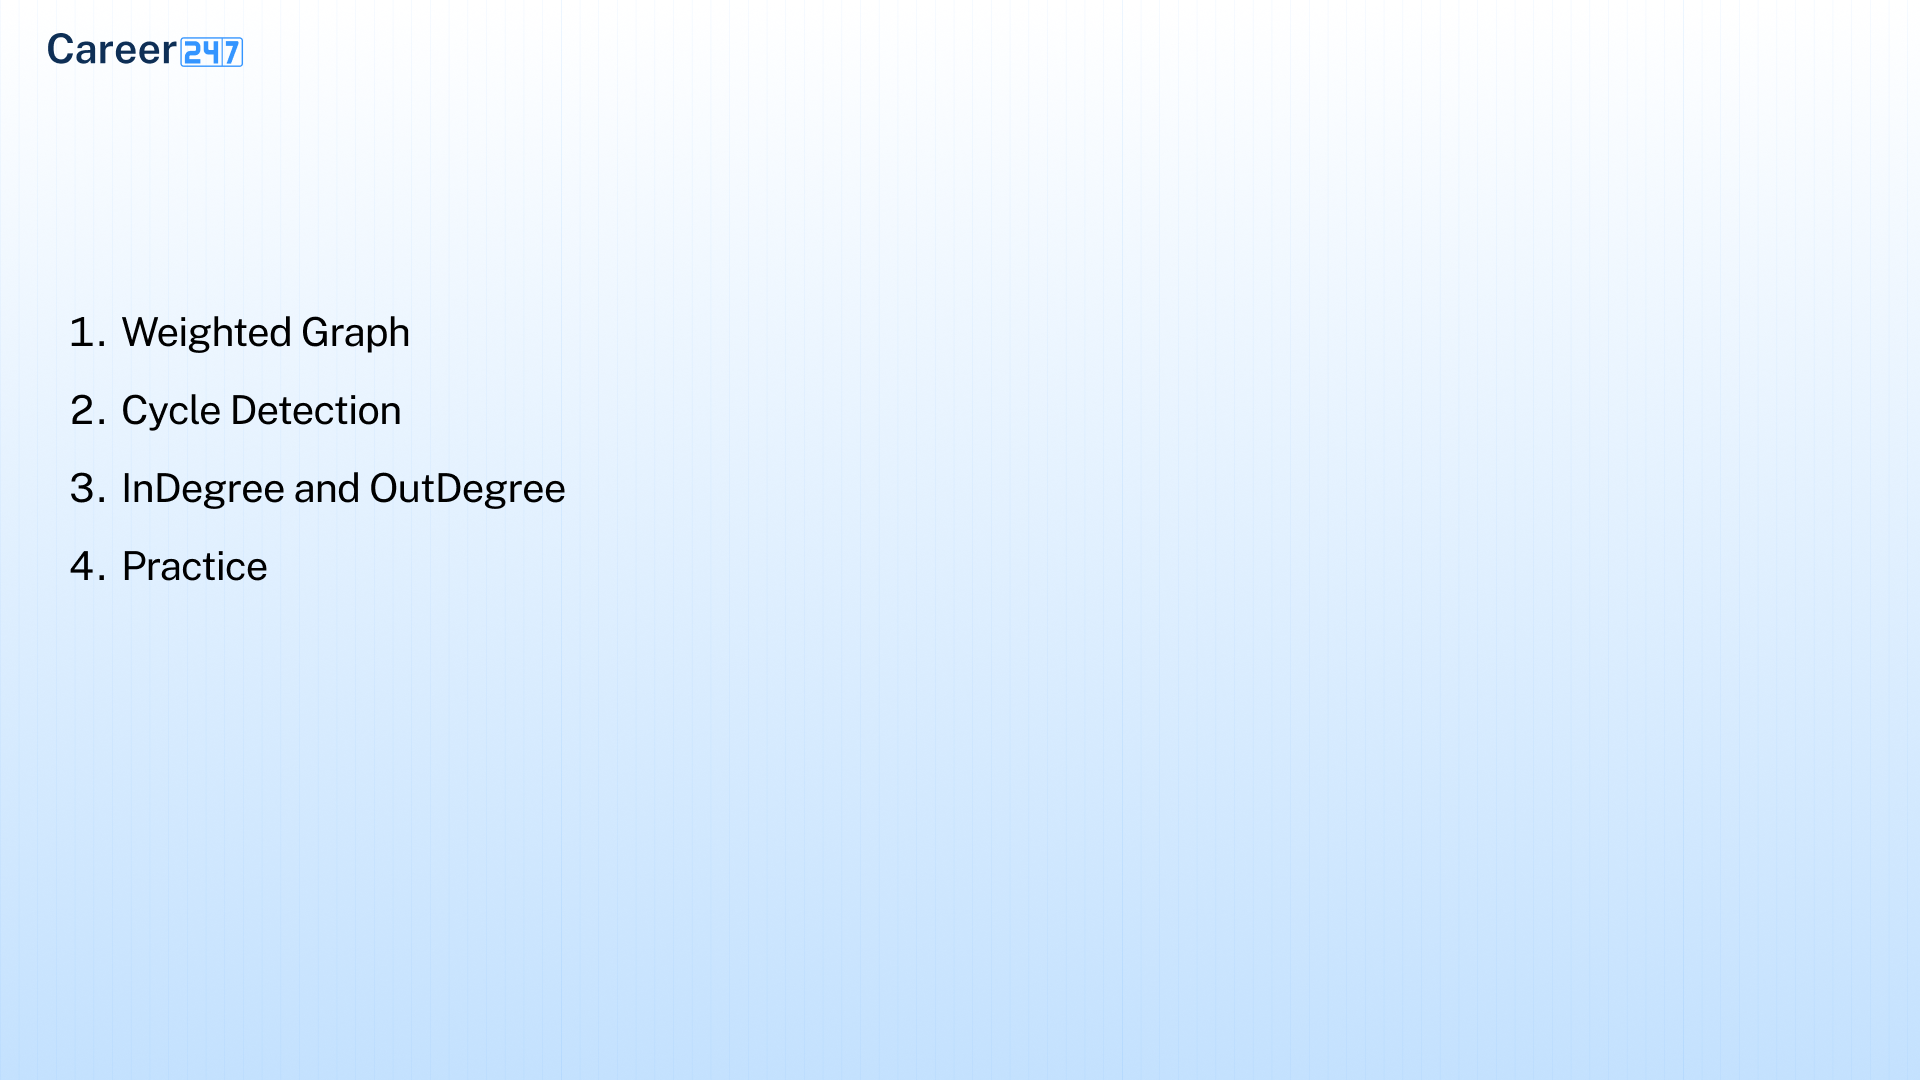 Career247
1. Weighted Graph
2. Cycle Detection
3. InDegree and OutDegree
4. Practice